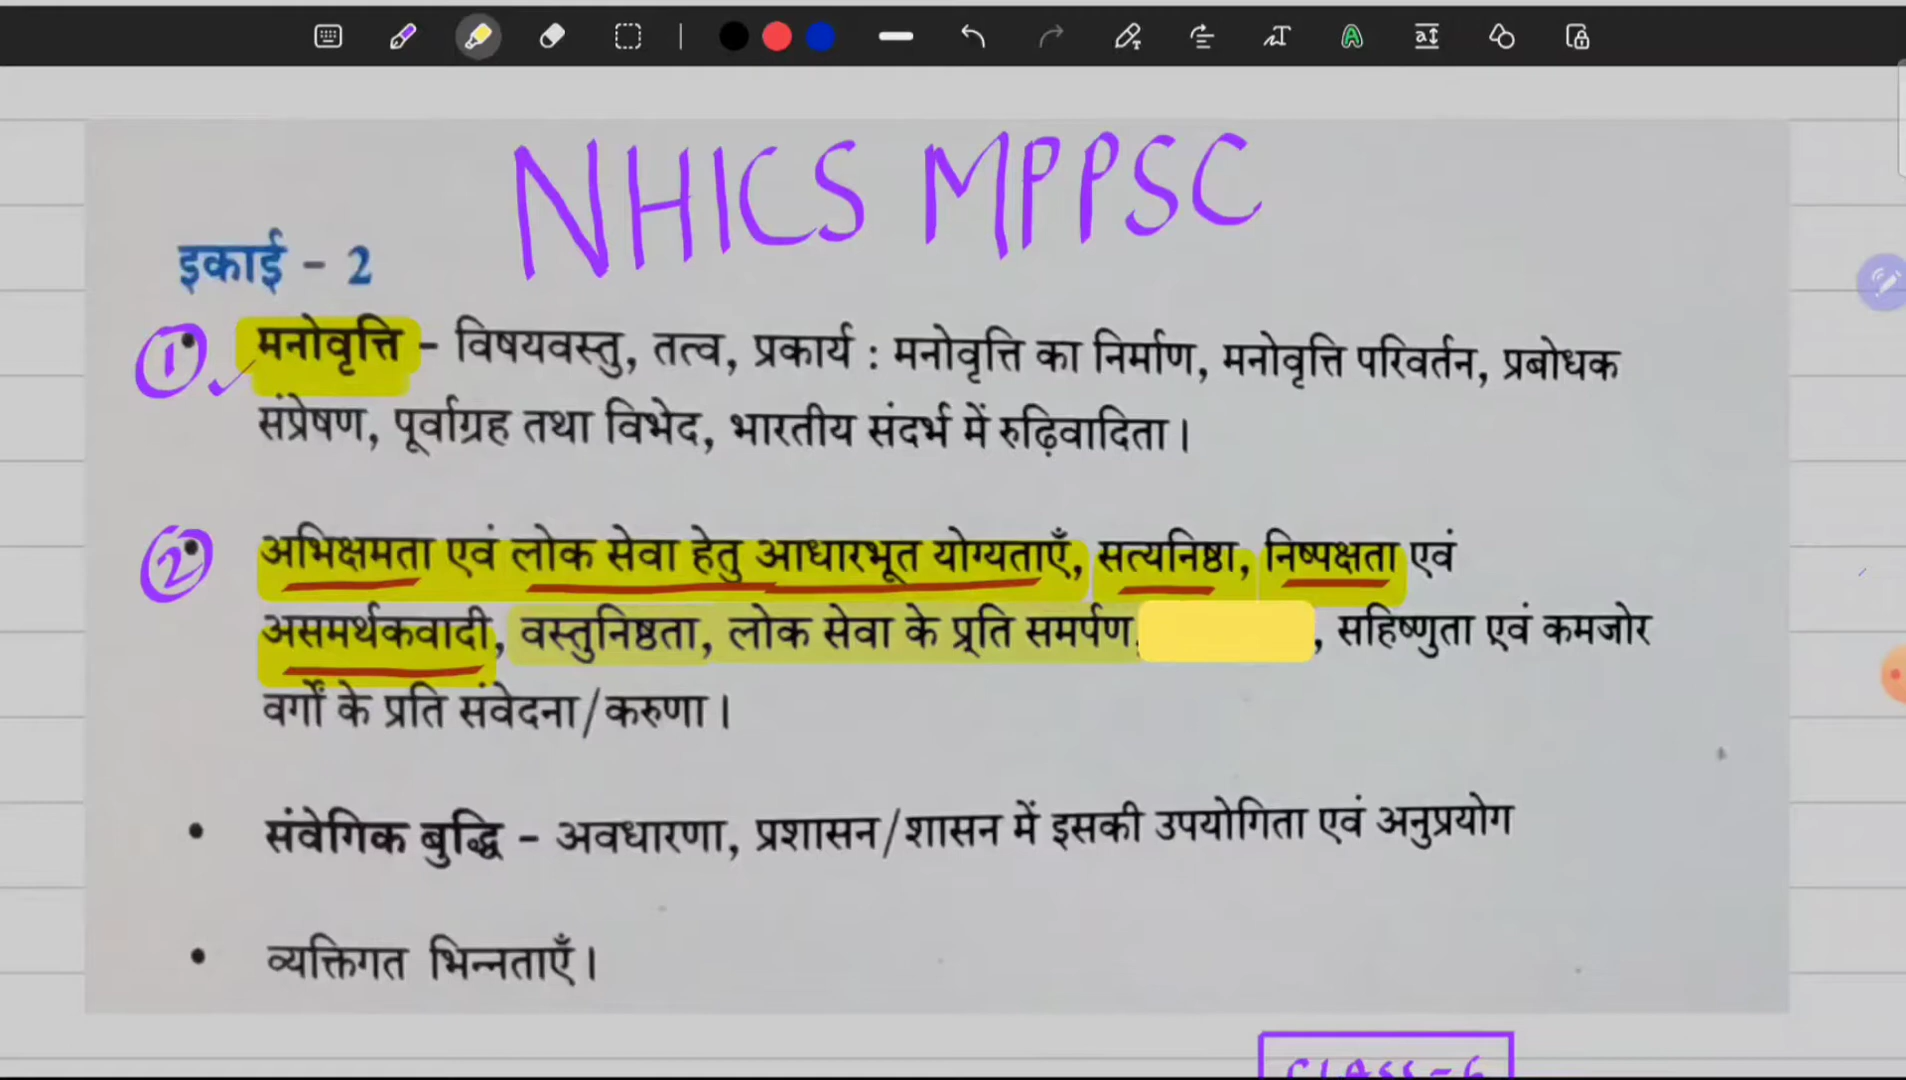 NHICS MPPSC
इकाई - 2
① मनोवृत्ति - विषयवस्तु, तत्व, प्रकार्य : मनोवृत्ति का निर्माण, मनोवृत्ति परिवर्तन, प्रबोधक
संप्रेषण, पूर्वाग्रह तथा विभेद, भारतीय संदर्भ में रुढ़िवादिता।
② अभिक्षमता एवं लोक सेवा हेतु आधारभूत योग्यताएँ, सत्यनिष्ठा, निष्पक्षता एवं
असमर्थकवादी, वस्तुनिष्ठता, लोक सेवा के प्रति समर्पण, , सहिष्णुता एवं कमजोर
वर्गों के प्रति संवेदना/करुणा।
• संवेगिक बुद्धि - अवधारणा, प्रशासन/शासन में इसकी उपयोगिता एवं अनुप्रयोग
• व्यक्तिगत भिन्नताएँ।
CLASS-6